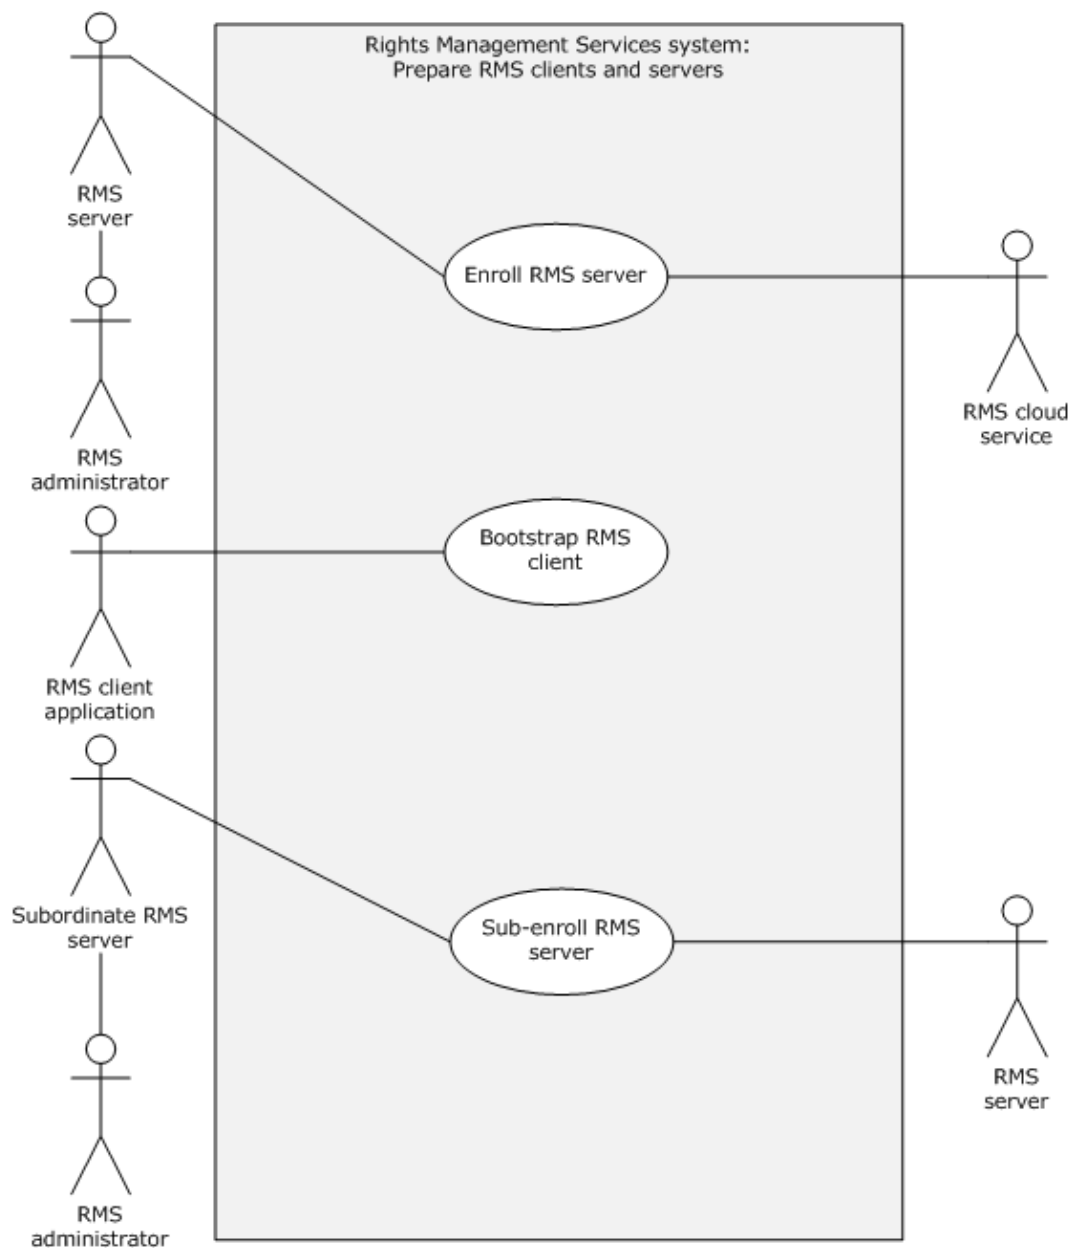 Rights Management Services system:
Prepare RMS clients and servers
RMS
server
Enroll RMS server
RMS cloud
service
RMS
administrator
Bootstrap RMS
client
RMS client
application
Subordinate RMS
server
Sub-enroll RMS
server
RMS
server
RMS
administrator